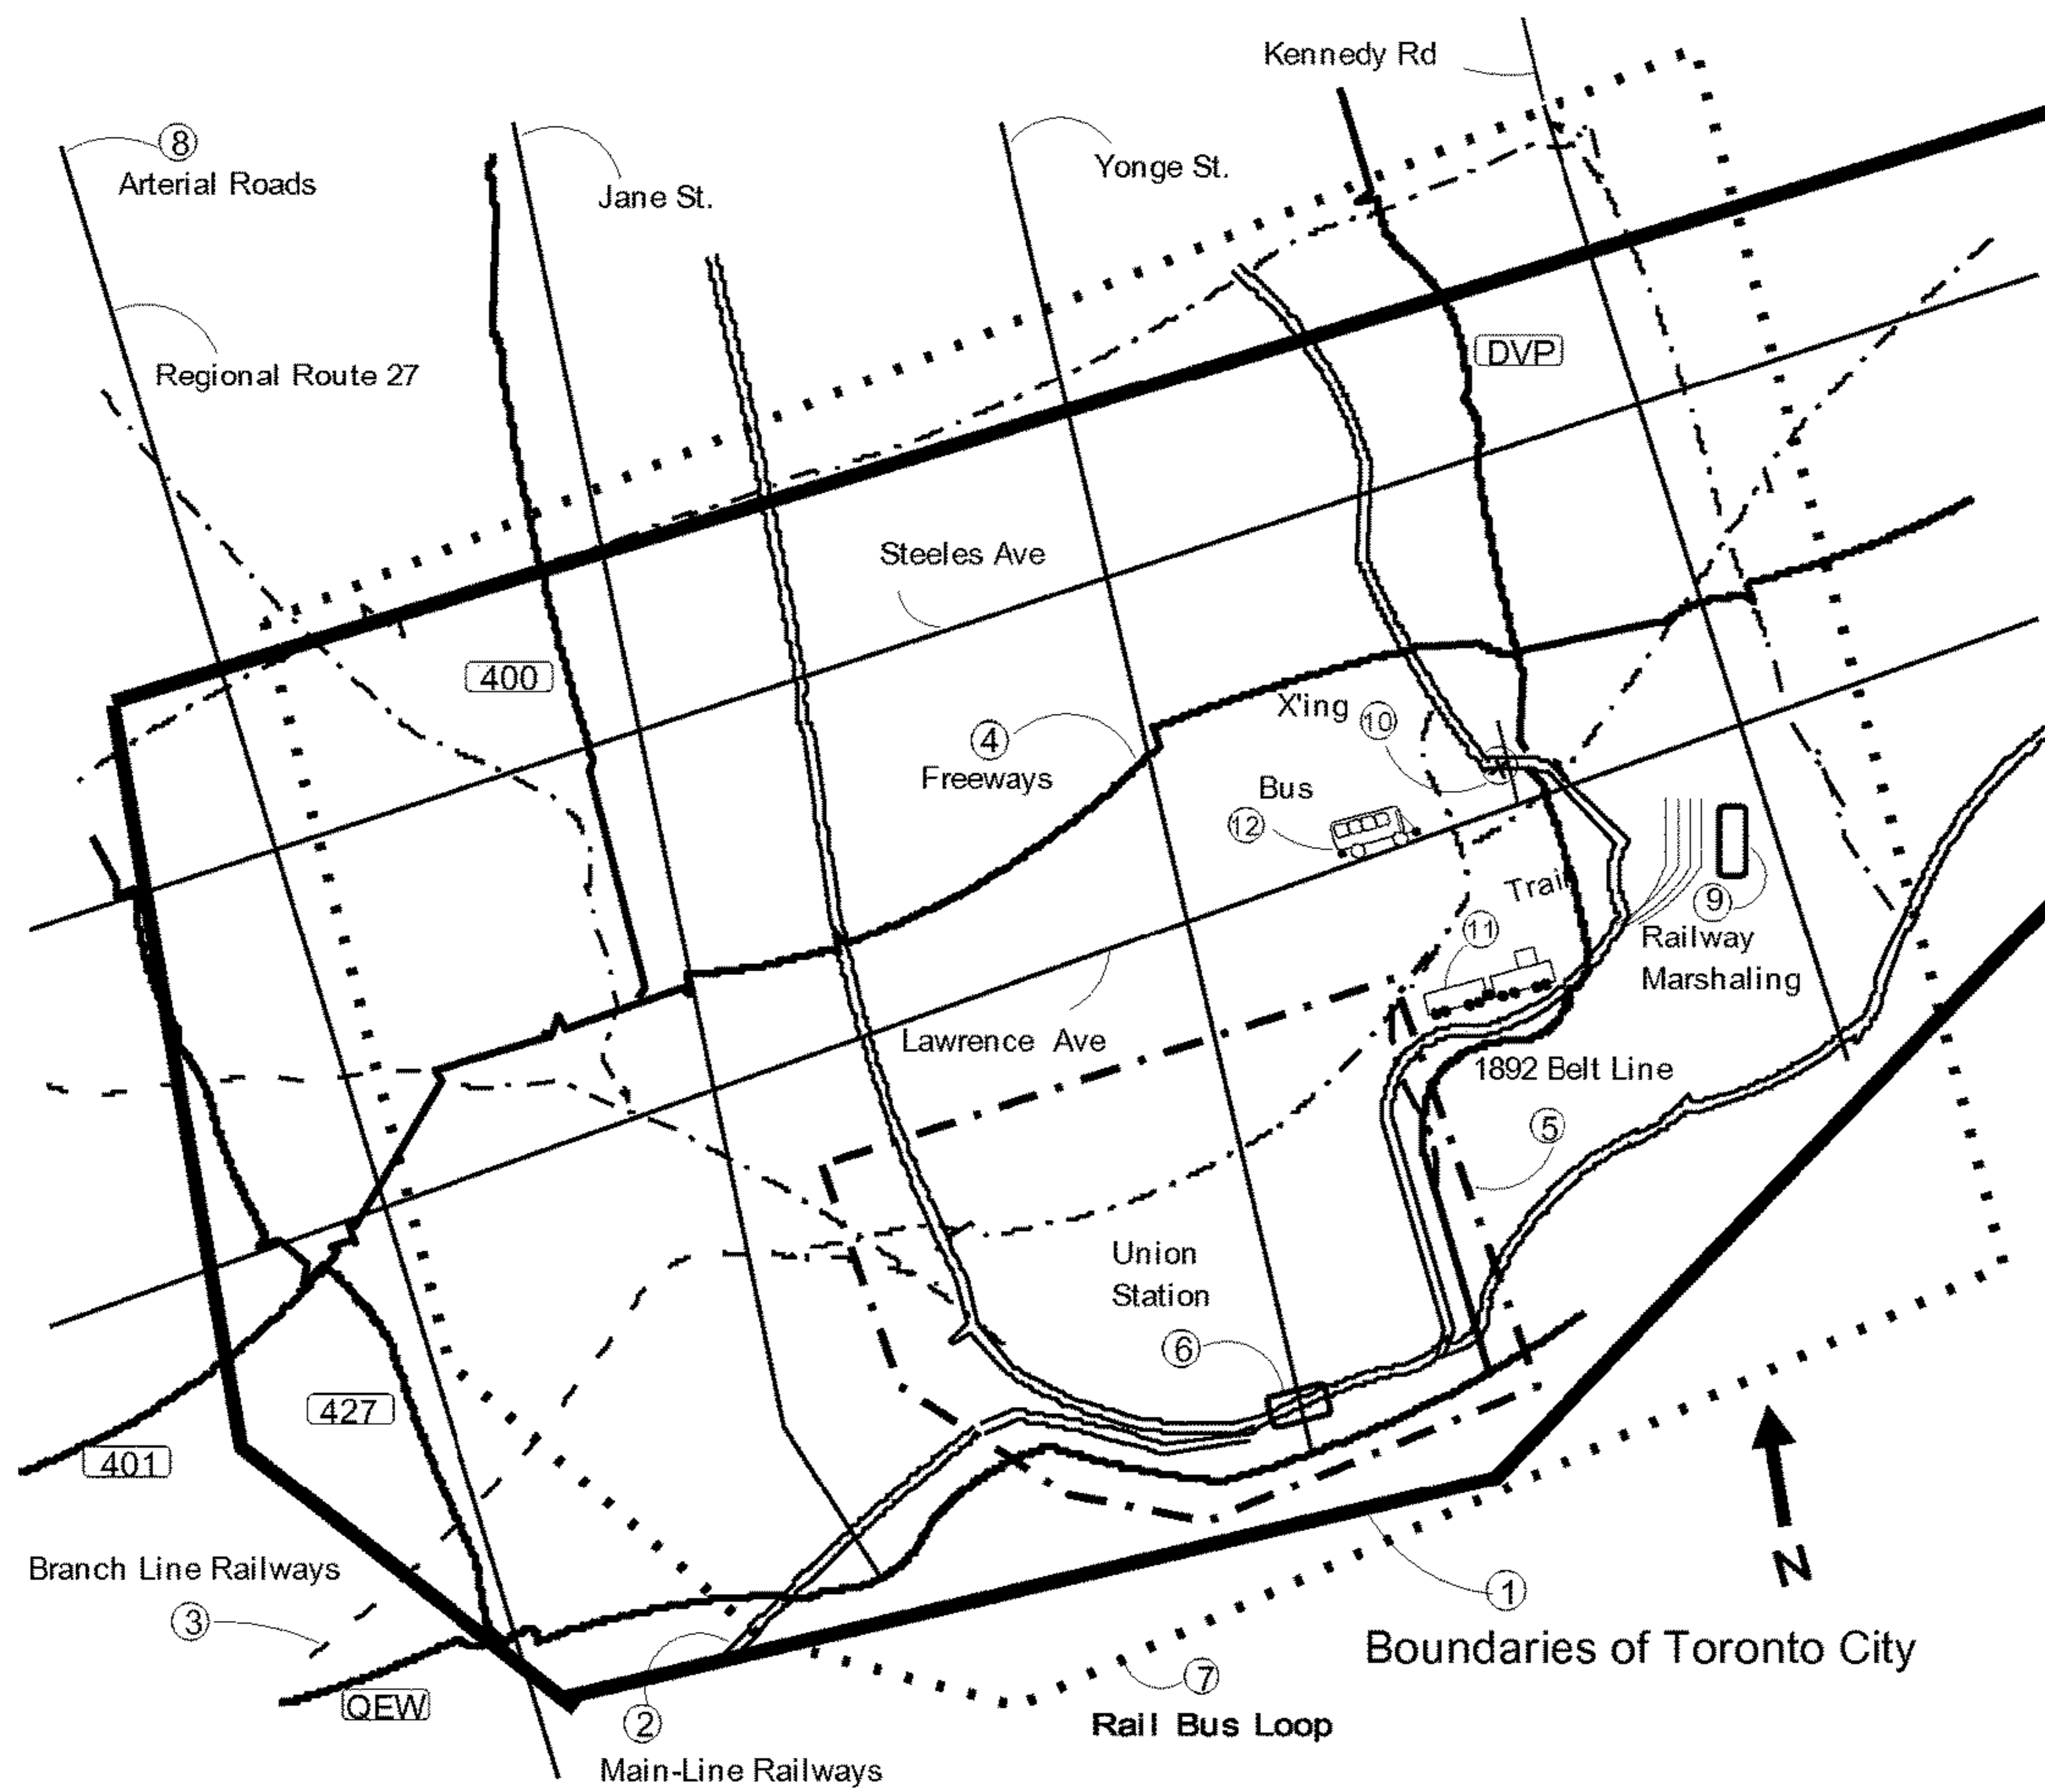 Kennedy Rd
8
Arterial Roads
Jane St.
Yonge St.
Regional Route 27
DVP
Steeles Ave
400
X'ing
10
4
Freeways
Bus
12
Train
9
11
Railway
Marshaling
Lawrence Ave
1892 Belt Line
5
Union
Station
6
427
401
N
Branch Line Railways
3
1
Boundaries of Toronto City
7
QEW
2
Rail Bus Loop
Main-Line Railways